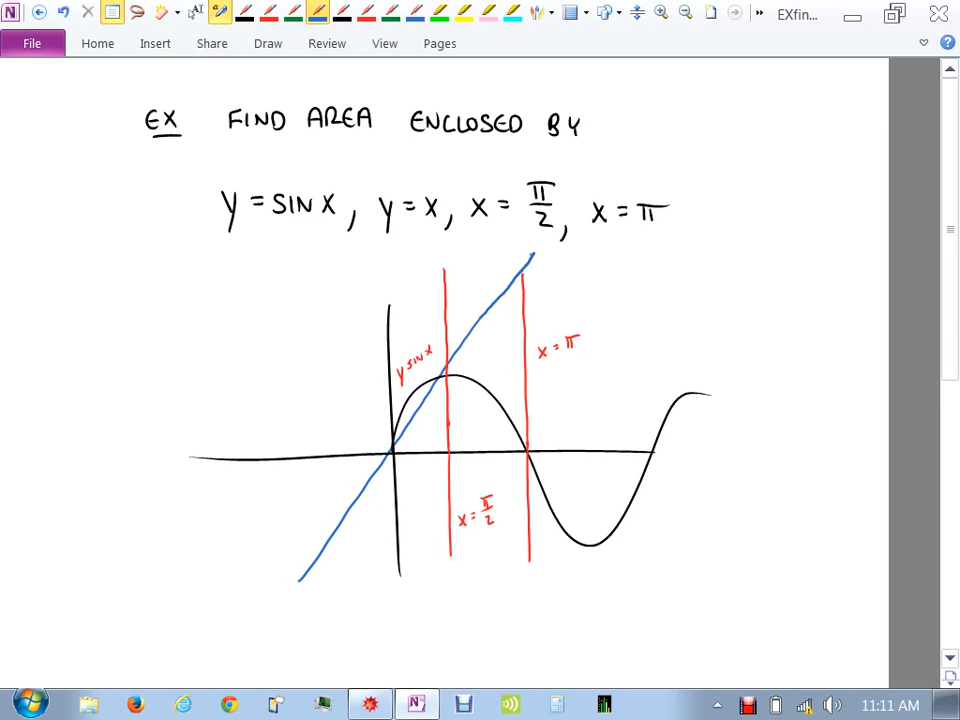 EXfin...
File Home Insert Share Draw Review View Pages
EX FIND AREA ENCLOSED BY
y = SIN X, y = X, X = π/2, X = π
y sin x
x = π
x = π/2
11:11 AM